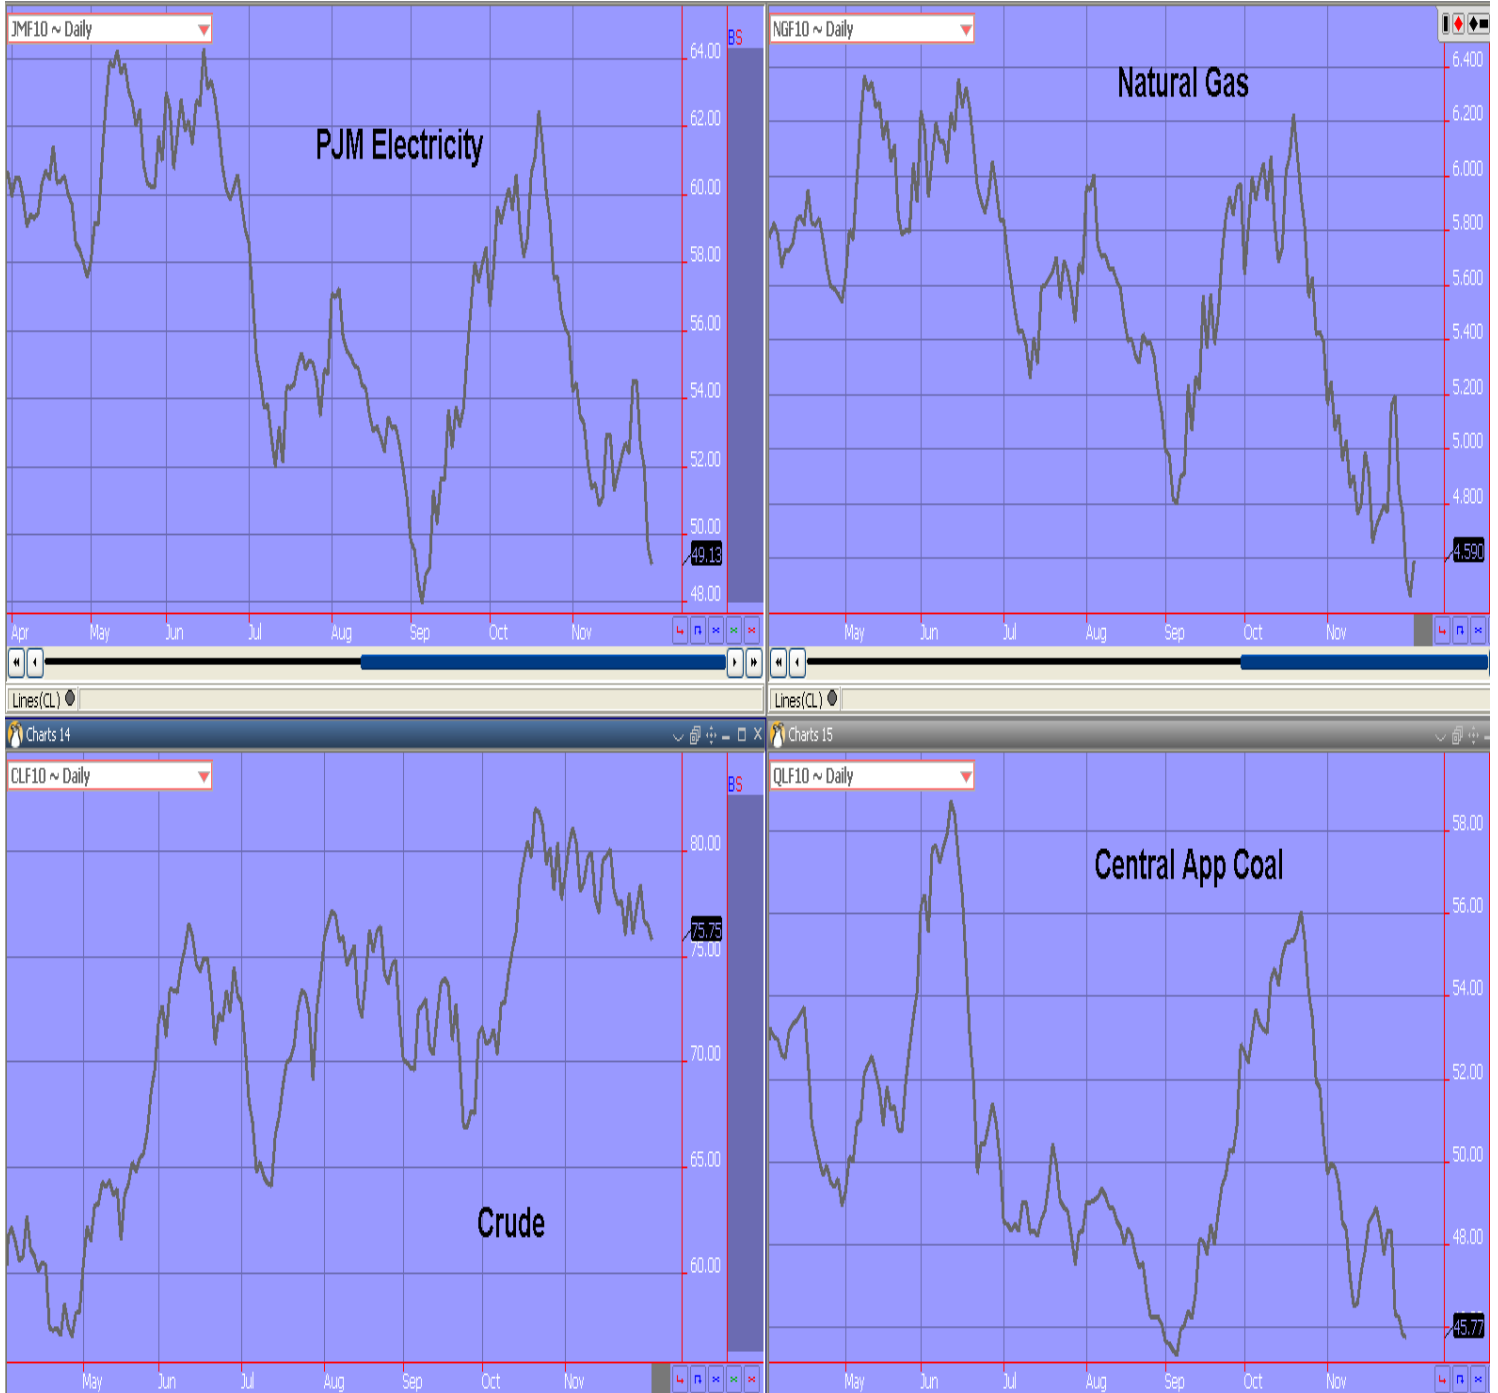 JMF10 ~ Daily
BS
PJM Electricity
64.00
62.00
60.00
58.00
56.00
54.00
52.00
50.00
49.13
48.00
Apr May Jun Jul Aug Sep Oct Nov
Lines(CL)
NGF10 ~ Daily
Natural Gas
6.400
6.200
6.000
5.800
5.600
5.400
5.200
5.000
4.800
4.590
May Jun Jul Aug Sep Oct Nov
Lines(CL)
Charts 14
CLF10 ~ Daily
BS
80.00
75.75
75.00
70.00
65.00
Crude
60.00
May Jun Jul Aug Sep Oct Nov
Charts 15
QLF10 ~ Daily
Central App Coal
58.00
56.00
54.00
52.00
50.00
48.00
45.77
May Jun Jul Aug Sep Oct Nov